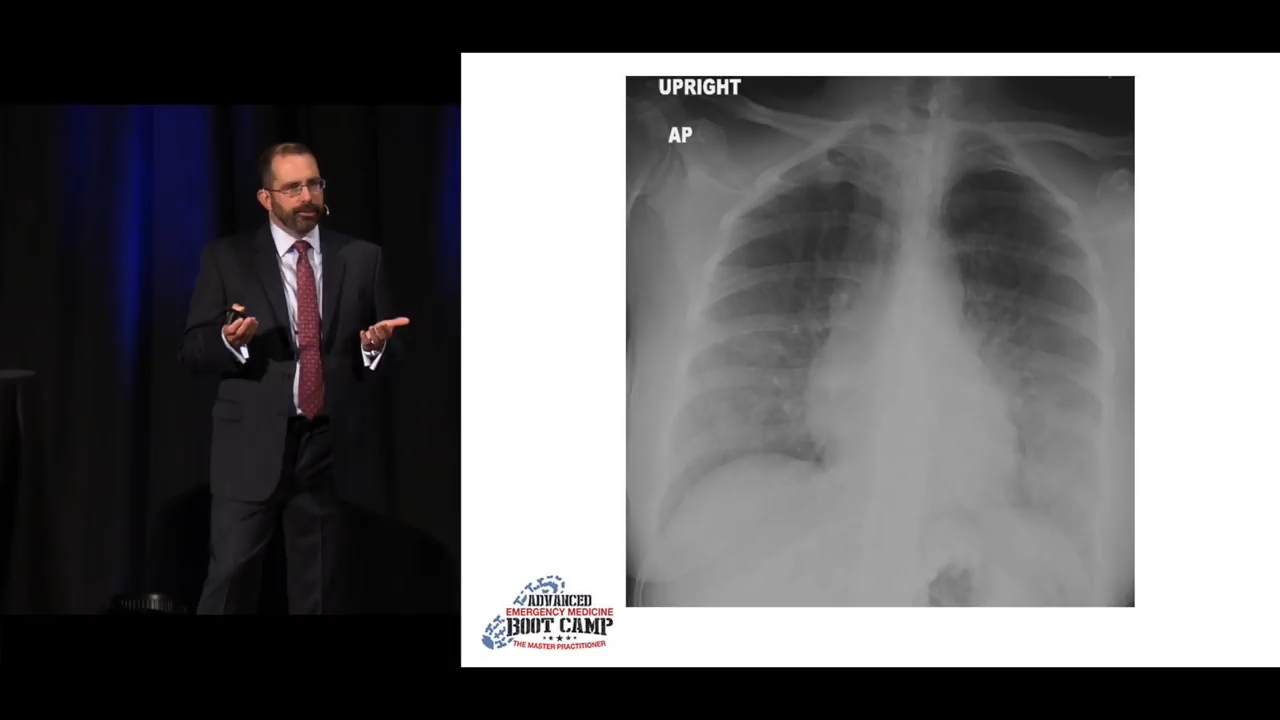 UPRIGHT
AP
ADVANCED
EMERGENCY MEDICINE
BOOT CAMP
THE MASTER PRACTITIONER